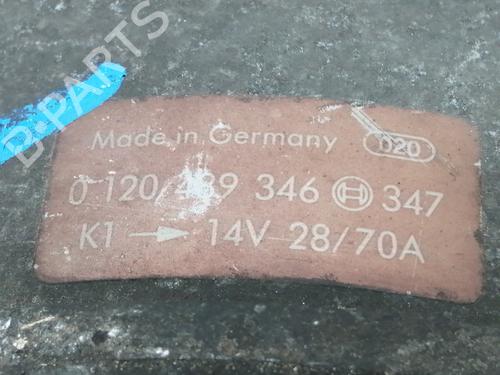 B-PARTS
Made in Germany 020
0 120 489 346 347
K1 → 14V 28/70A